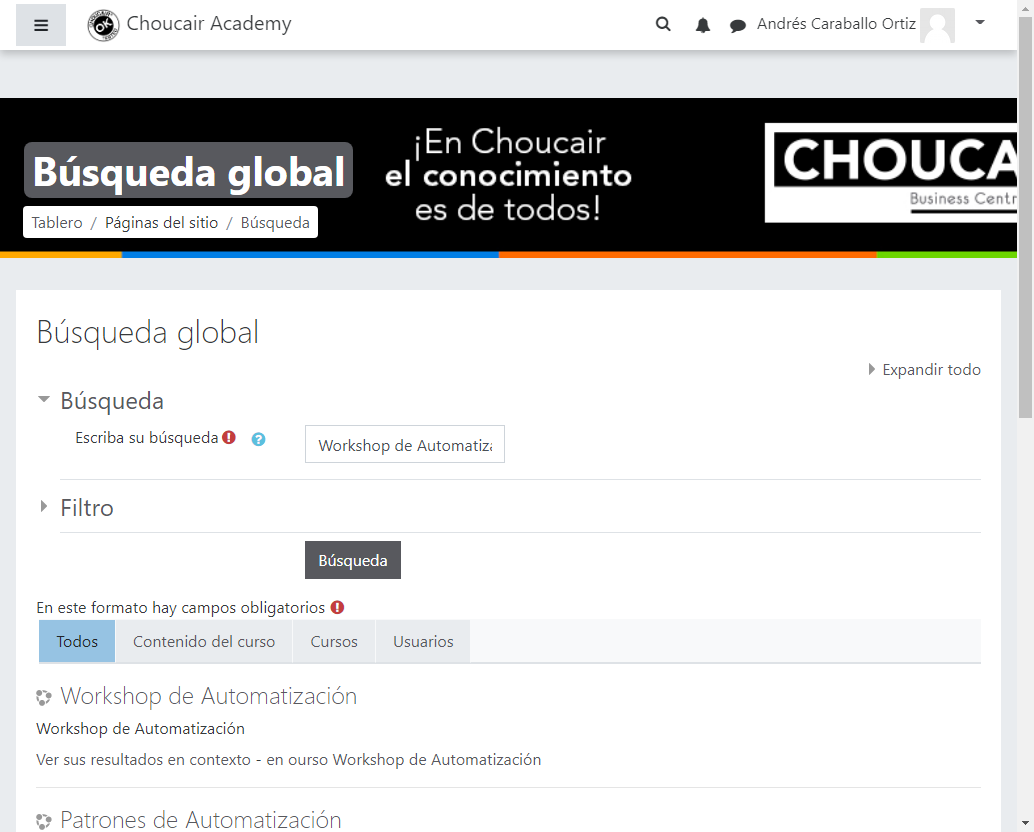 Choucair Academy
Andrés Caraballo Ortiz
Búsqueda global
¡En Choucair
el conocimiento
es de todos!
CHOUCA
Business Centr
Tablero / Páginas del sitio / Búsqueda
Búsqueda global
Expandir todo
Búsqueda
Escriba su búsqueda
Workshop de Automatiza
Filtro
Búsqueda
En este formato hay campos obligatorios
Todos Contenido del curso Cursos Usuarios
Workshop de Automatización
Workshop de Automatización
Ver sus resultados en contexto - en ourso Workshop de Automatización
Patrones de Automatización